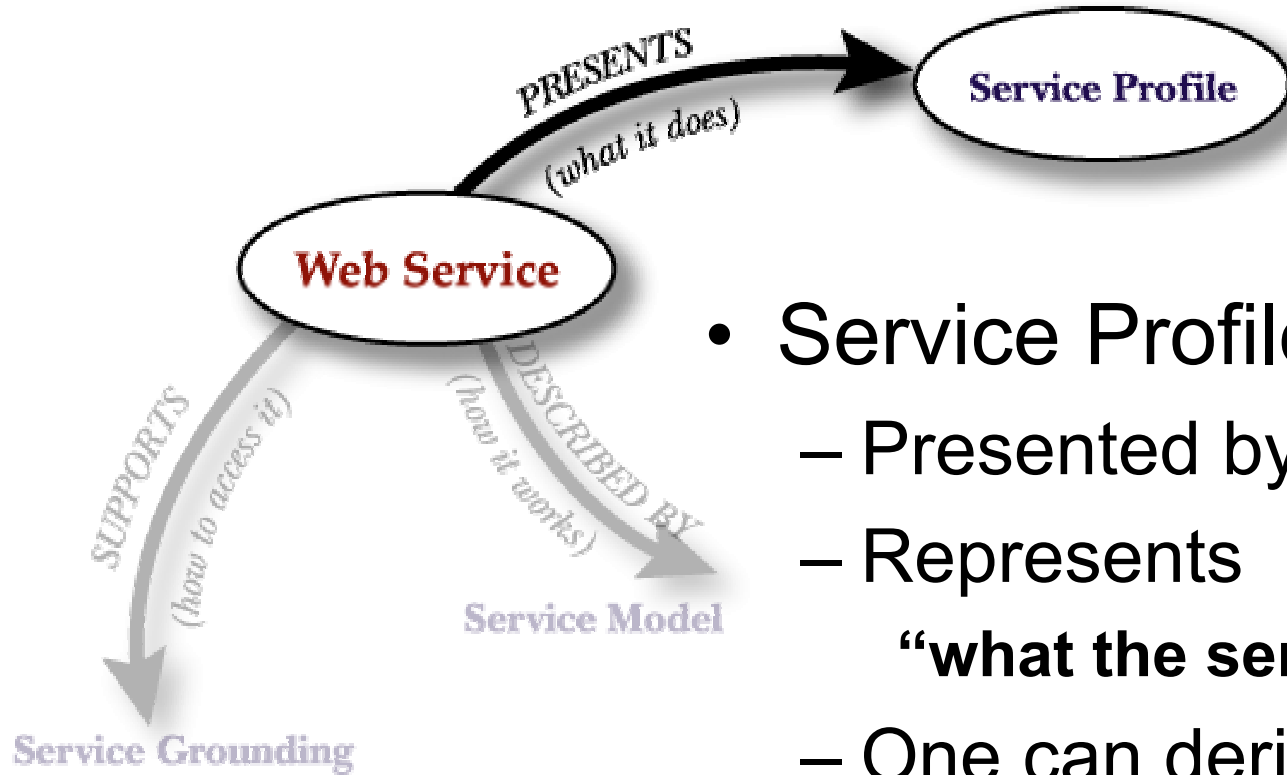 PRESENTS
(what it does)
Service Profile
Web Service
SUPPORTS
(how to access it)
DESCRIBED BY
(how it works)
Service Model
Service Grounding
• Service Profile
– Presented by
– Represents
“what the ser
– One can deri